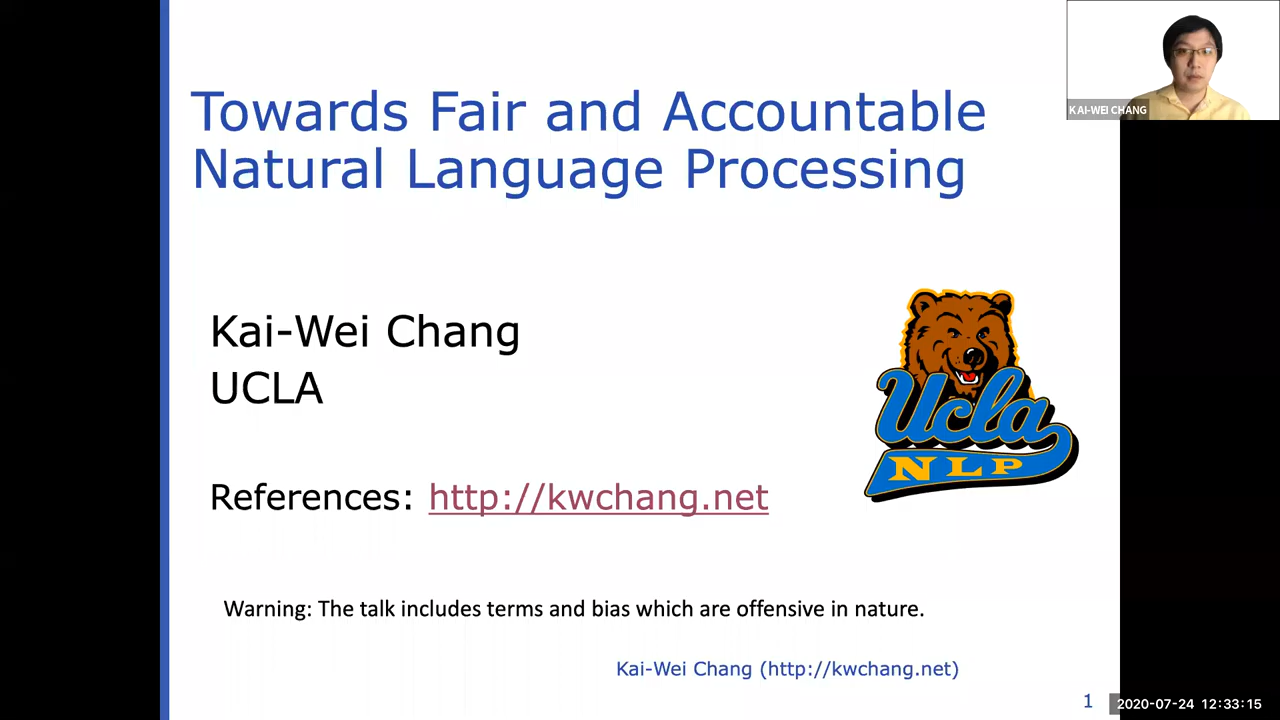 Towards Fair and Accountable
Natural Language Processing
KAI-WEI CHANG
Kai-Wei Chang
UCLA
Ucla
NLP
References: http://kwchang.net
Warning: The talk includes terms and bias which are offensive in nature.
Kai-Wei Chang (http://kwchang.net)
1
2020-07-24 12:33:15